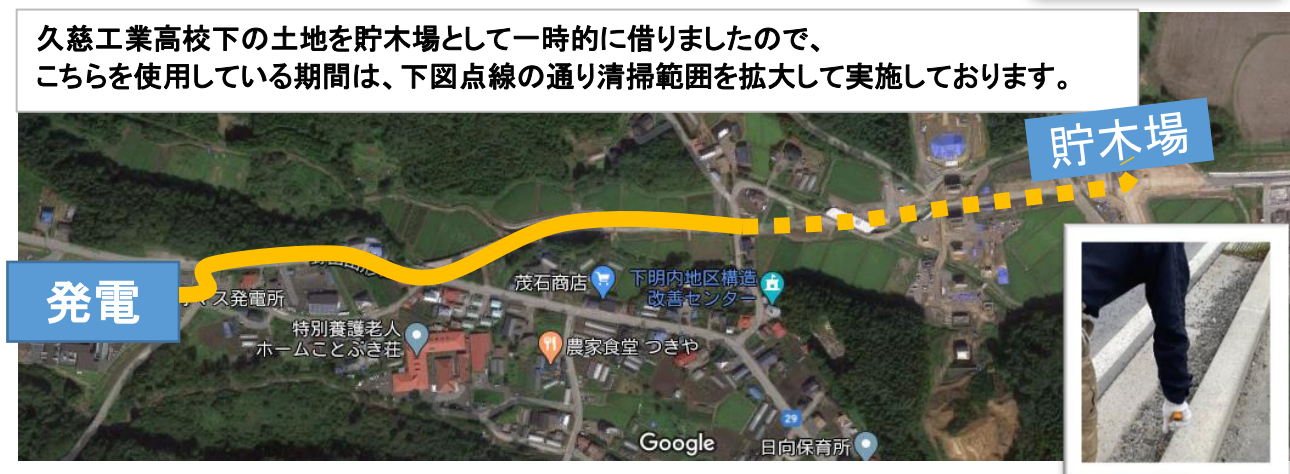 久慈工業高校下の土地を貯木場として一時的に借りましたので、
こちらを使用している期間は、下図点線の通り清掃範囲を拡大して実施しております。
貯木場
発電
マス発電所
茂石商店
下明内地区構造
改善センター
特別養護老人
ホームことぶき荘
農家食堂 つきや
29
Google
日向保育所